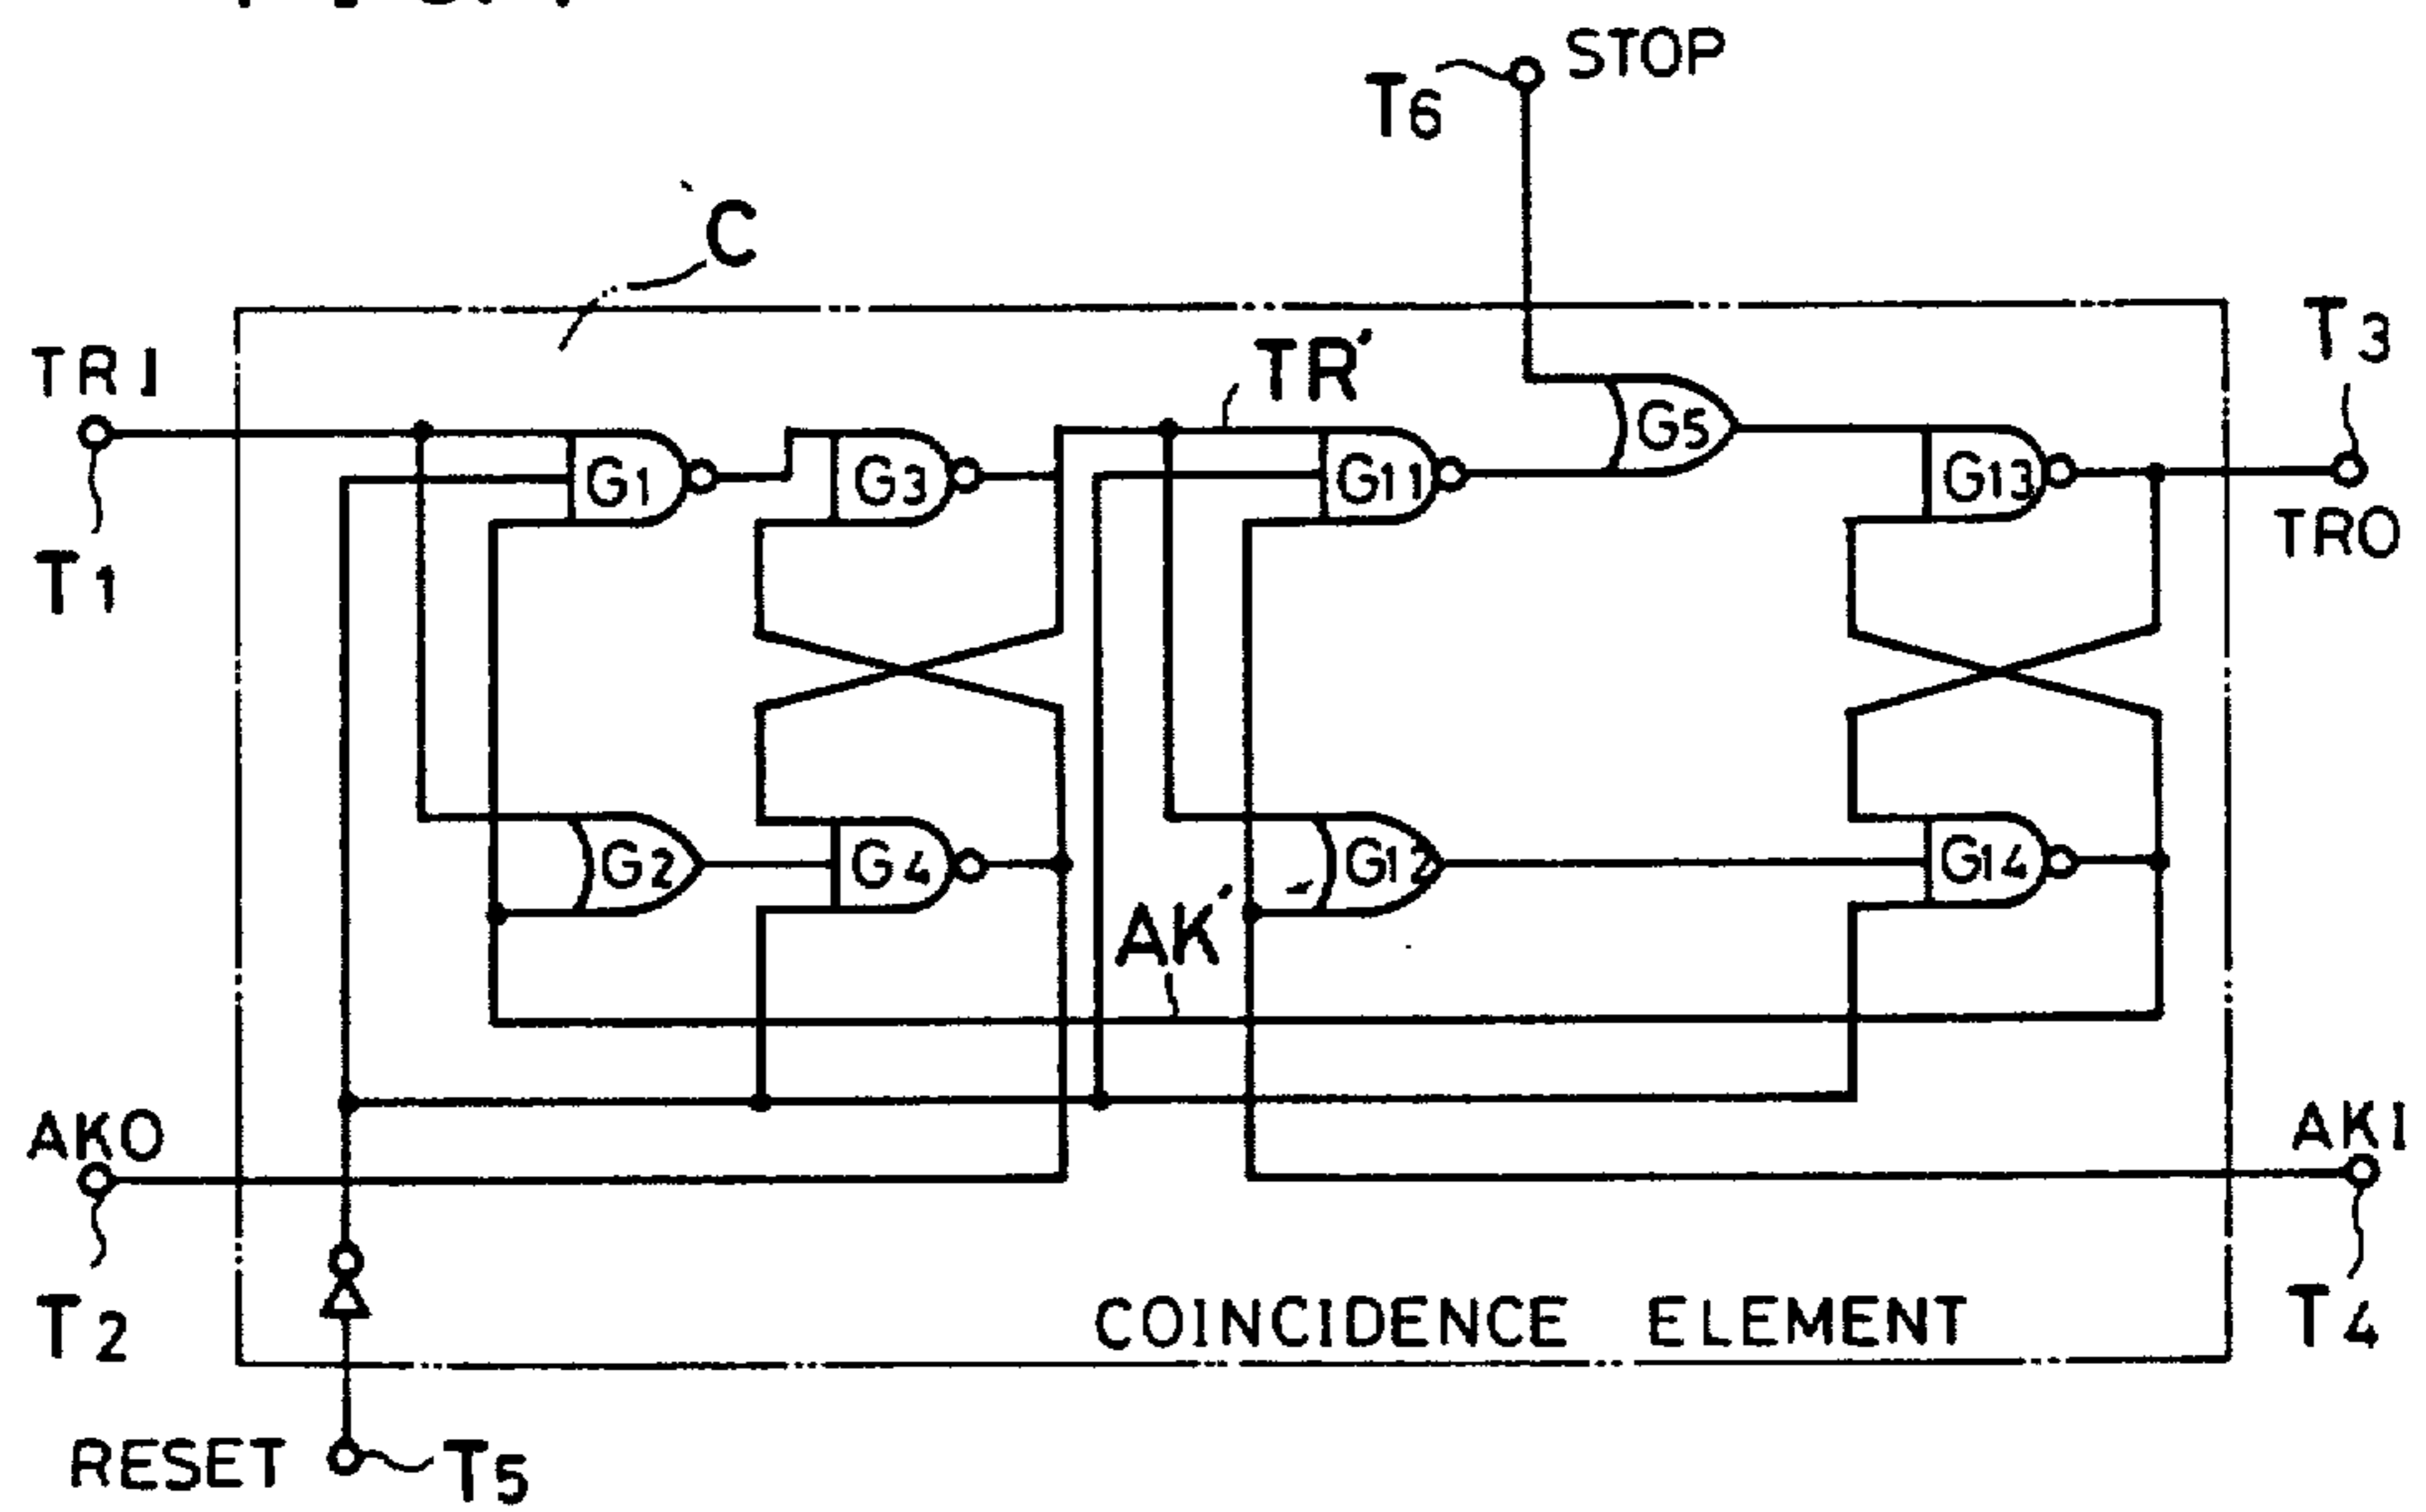 STOP
T6
C
TRI
T1
TR'
T3
TRO
G1
G3
G11
G5
G13
G2
G4
G12
G14
AK'
AKO
T2
AKI
T4
COINCIDENCE ELEMENT
RESET
T5